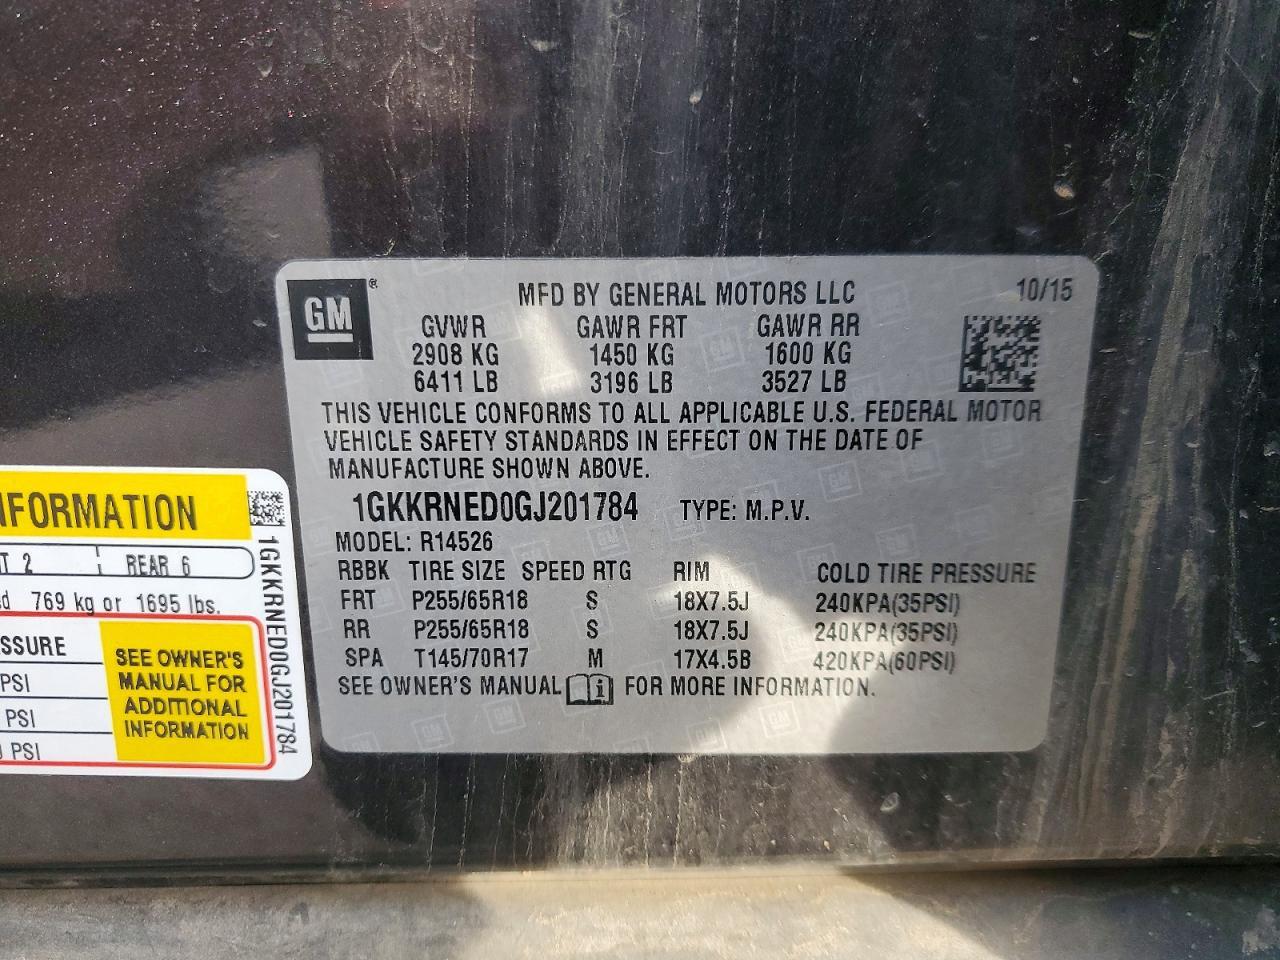 GM®
MFD BY GENERAL MOTORS LLC 10/15
GVWR GAWR FRT GAWR RR
2908 KG 1450 KG 1600 KG
6411 LB 3196 LB 3527 LB
THIS VEHICLE CONFORMS TO ALL APPLICABLE U.S. FEDERAL MOTOR
VEHICLE SAFETY STANDARDS IN EFFECT ON THE DATE OF
MANUFACTURE SHOWN ABOVE.
1GKKRNED0GJ201784 TYPE: M.P.V.
MODEL: R14526
RBBK TIRE SIZE SPEED RTG RIM COLD TIRE PRESSURE
FRT P255/65R18 S 18X7.5J 240KPA(35PSI)
RR P255/65R18 S 18X7.5J 240KPA(35PSI)
SPA T145/70R17 M 17X4.5B 420KPA(60PSI)
SEE OWNER'S MANUAL i FOR MORE INFORMATION.
NFORMATION
T 2 REAR 6
d 769 kg or 1695 lbs.
SSURE
PSI
PSI
PSI
SEE OWNER'S
MANUAL FOR
ADDITIONAL
INFORMATION
1GKKRNED0GJ201784